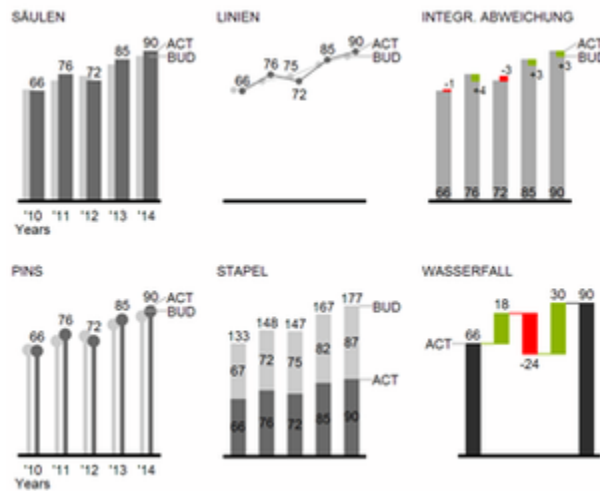 SÄULEN
66 76 72 85 90
ACT
BUD
'10 '11 '12 '13 '14
Years
LINIEN
66 76 75 72 85 90
ACT
BUD
INTEGR. ABWEICHUNG
-1 +4 -3 +3 +3
ACT
BUD
66 76 72 85 90
PINS
66 76 72 85 90
ACT
BUD
'10 '11 '12 '13 '14
Years
STAPEL
133 148 147 167 177
BUD
67 72 75 82 87
ACT
66 76 72 85 90
WASSERFALL
ACT
66 18 -24 30 90